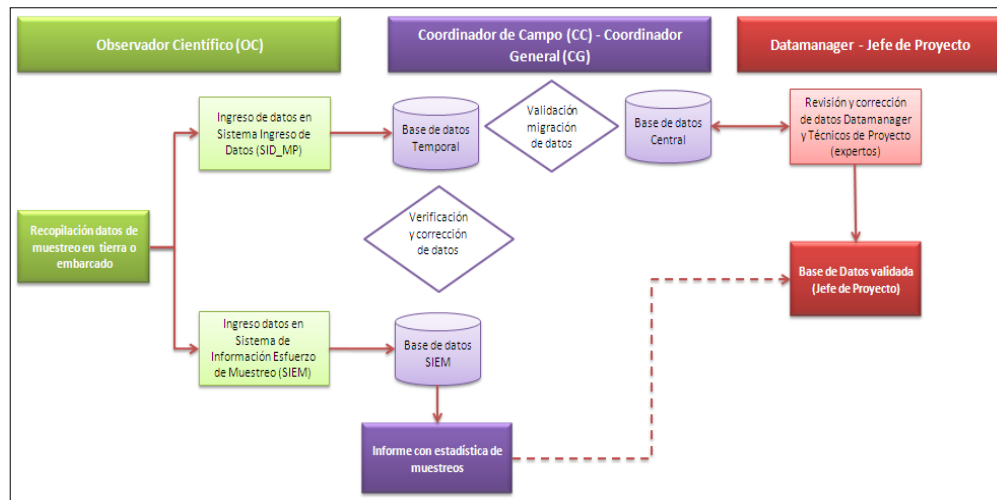 Observador Científico (OC)
Coordinador de Campo (CC) - Coordinador
General (CG)
Datamanager - Jefe de Proyecto
Ingreso de datos en
Sistema Ingreso de
Datos (SID_MP)
Base de datos
Temporal
Validación
migración
de datos
Base de datos
Central
Revisión y corrección
de datos Datamanager
y Técnicos de Proyecto
(expertos)
Recopilación datos de
muestreo en tierra o
embarcado
Verificación
y corrección
de datos
Base de Datos validada
(Jefe de Proyecto)
Ingreso datos en
Sistema de
Información Esfuerzo
de Muestreo (SIEM)
Base de datos
SIEM
Informe con estadística de
muestreos